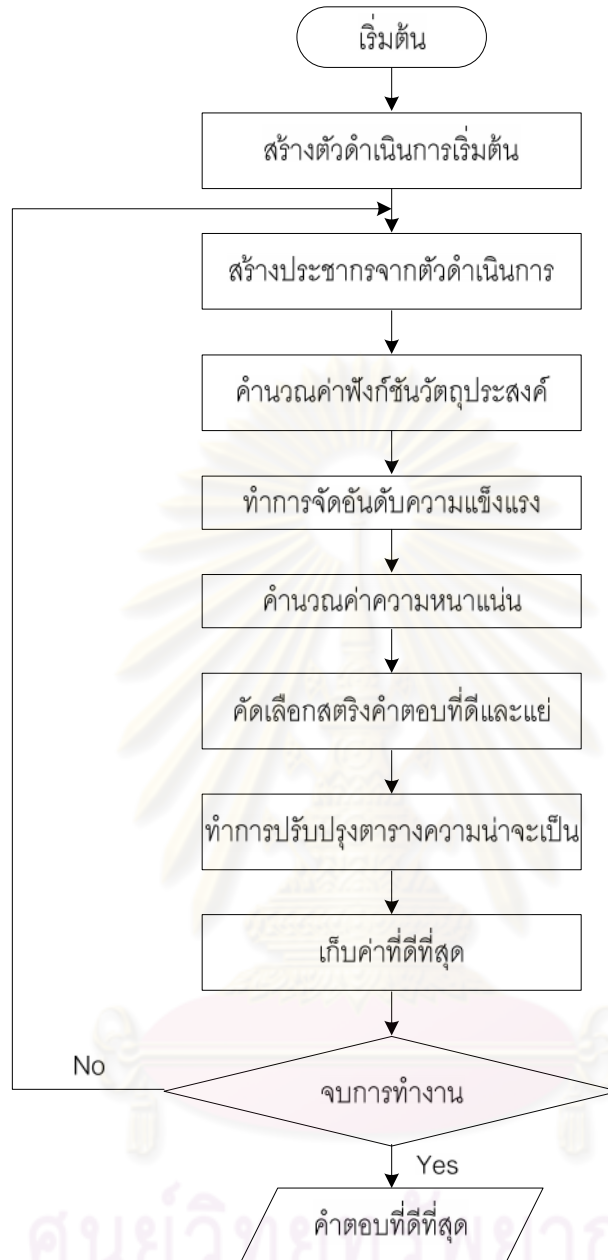 เริ่มต้น
สร้างตัวดำเนินการเริ่มต้น
สร้างประชากรจากตัวดำเนินการ
คำนวณค่าฟังก์ชันวัตถุประสงค์
ทำการจัดอันดับความแข็งแรง
คำนวณค่าความหนาแน่น
คัดเลือกสตริงคำตอบที่ดีและแย่
ทำการปรับปรุงตารางความน่าจะเป็น
เก็บค่าที่ดีที่สุด
No
จบการทำงาน
Yes
คำตอบที่ดีที่สุด